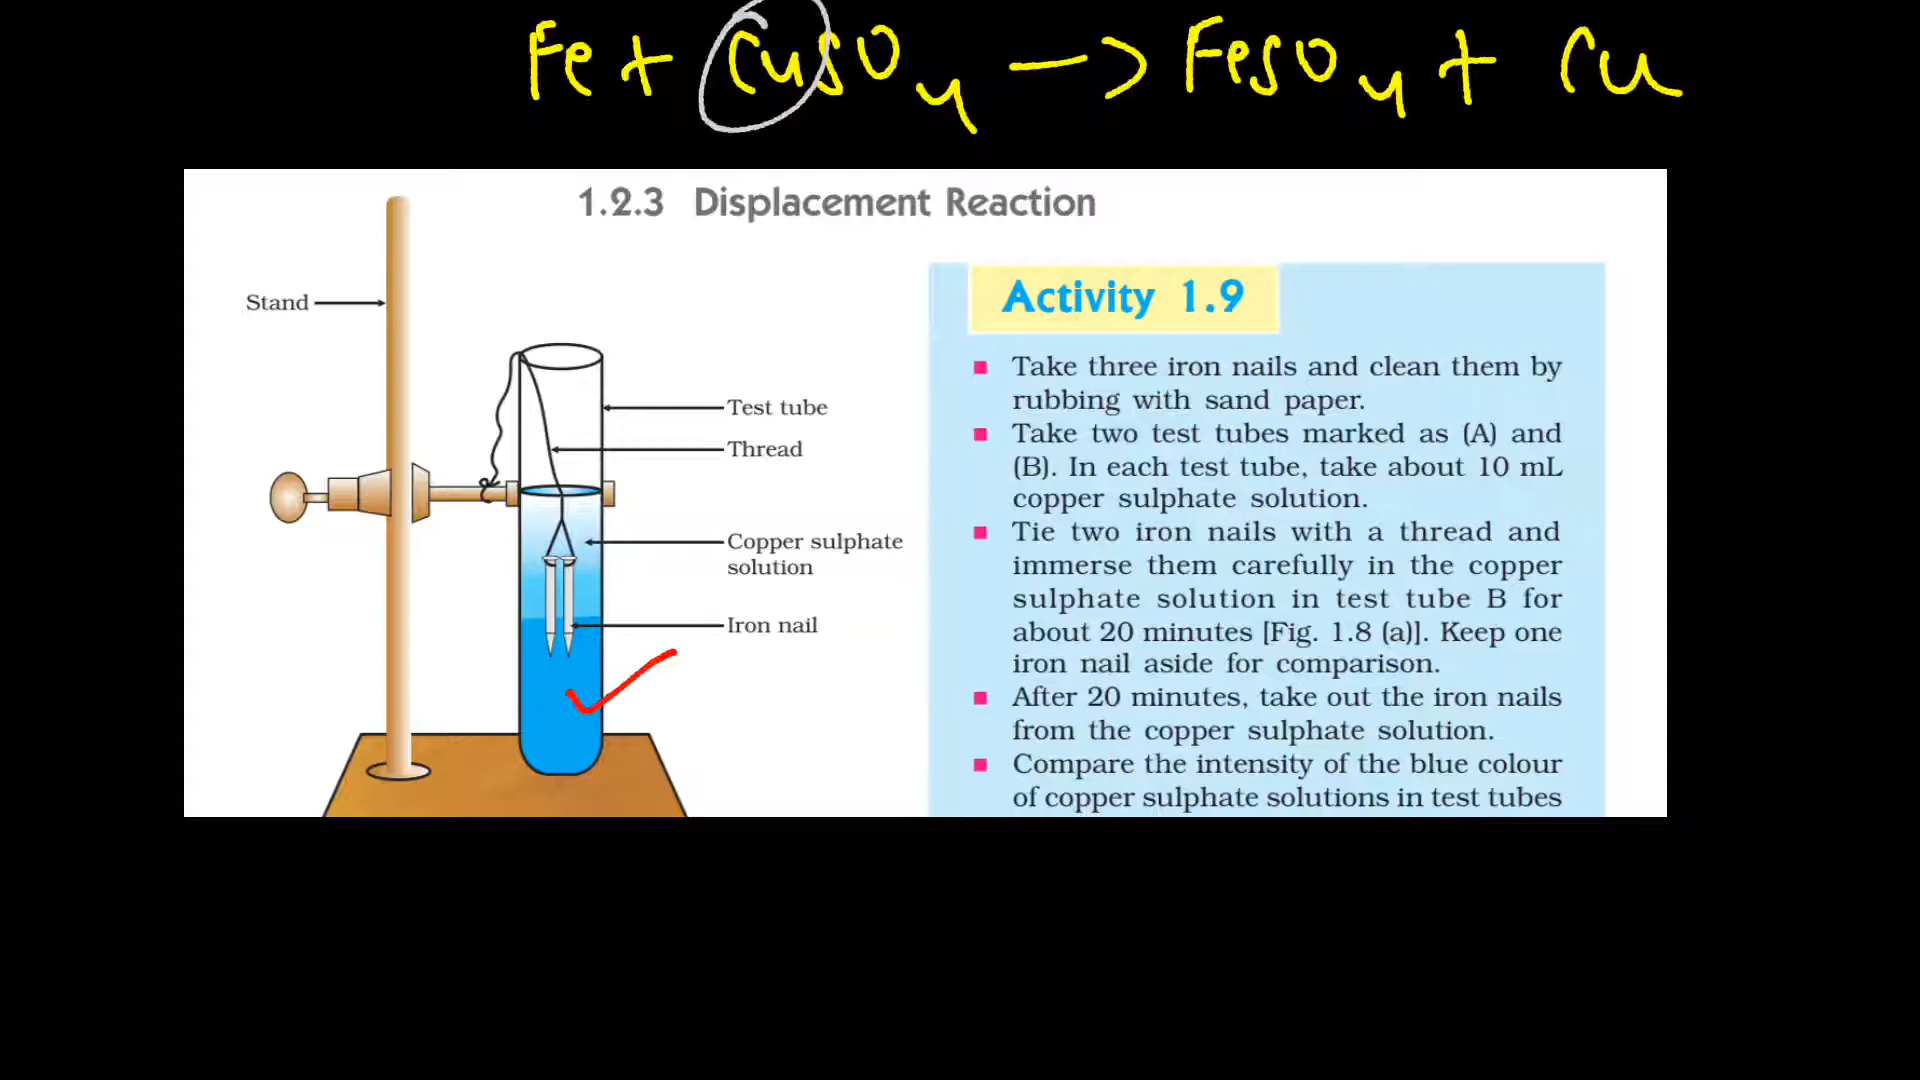 Fe + CuSO4 -> FeSO4 + Cu
1.2.3 Displacement Reaction
Stand
Test tube
Thread
Copper sulphate
solution
Iron nail
Activity 1.9
Take three iron nails and clean them by
rubbing with sand paper.
Take two test tubes marked as (A) and
(B). In each test tube, take about 10 mL
copper sulphate solution.
Tie two iron nails with a thread and
immerse them carefully in the copper
sulphate solution in test tube B for
about 20 minutes [Fig. 1.8 (a)]. Keep one
iron nail aside for comparison.
After 20 minutes, take out the iron nails
from the copper sulphate solution.
Compare the intensity of the blue colour
of copper sulphate solutions in test tubes